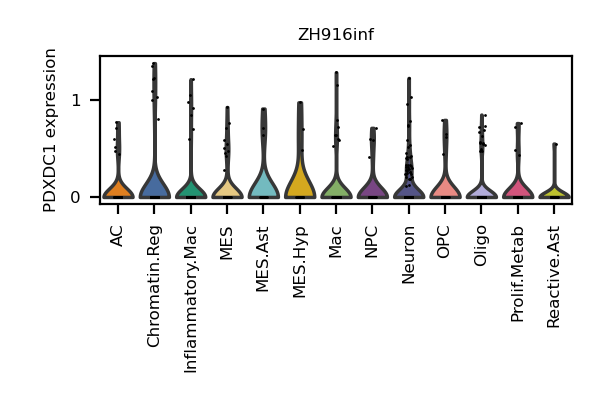 ZH916inf
PDXDC1 expression
1
0
AC
Chromatin.Reg
Inflammatory.Mac
MES
MES.Ast
MES.Hyp
Mac
NPC
Neuron
OPC
Oligo
Prolif.Metab
Reactive.Ast